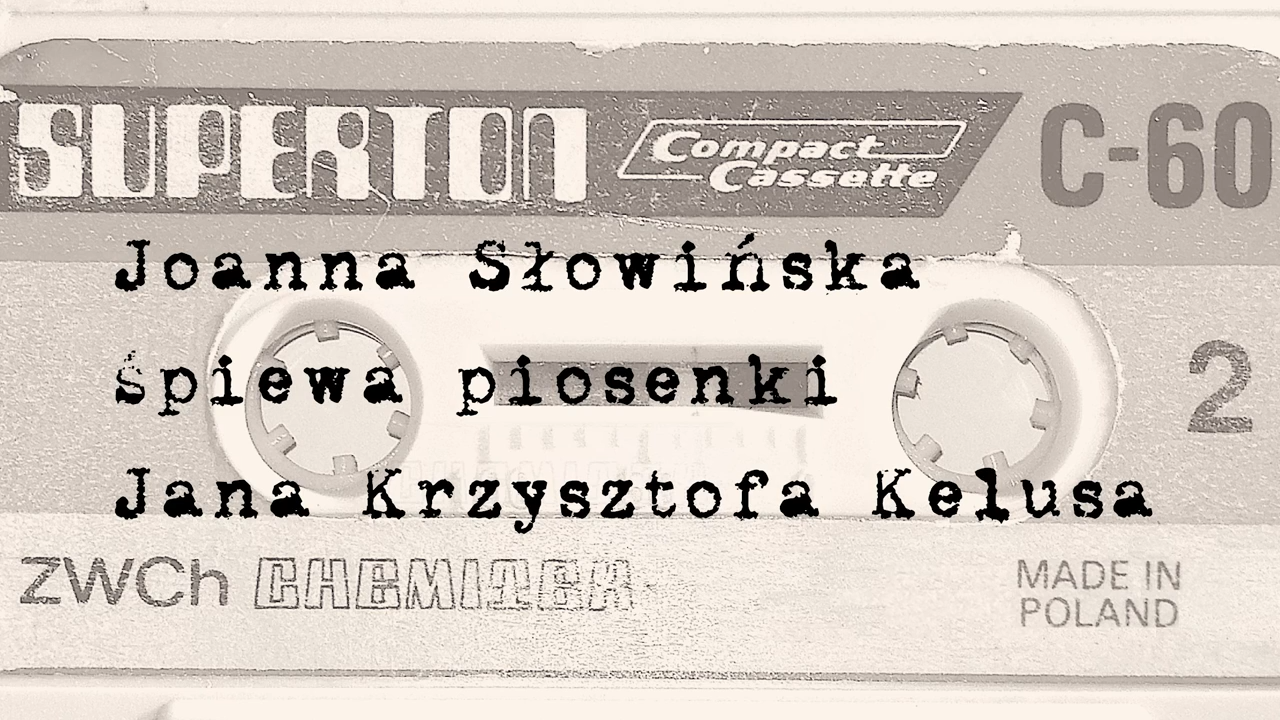 SUPERTON Compact Cassette C-60
Joanna Słowińska
śpiewa piosenki
2
Jana Krzysztofa Kelusa
ZWCh CHEMITEX MADE IN POLAND